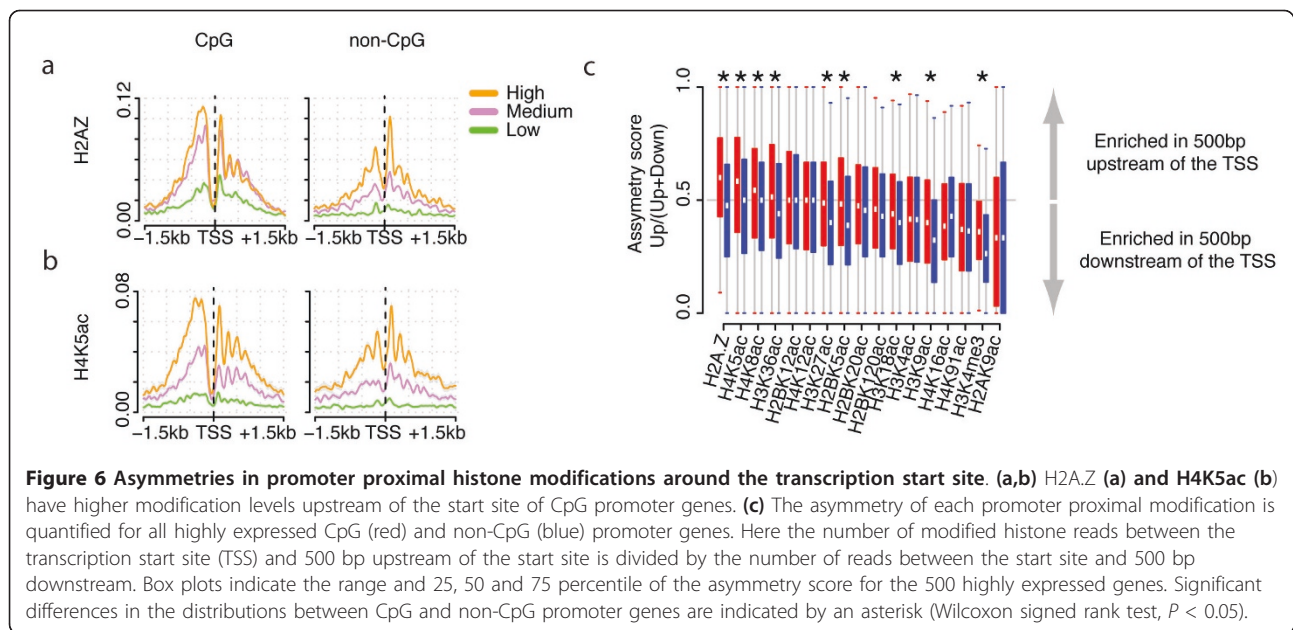 CpG
non-CpG
a
H2AZ
0.12
0.00
High
Medium
Low
−1.5kb TSS +1.5kb
−1.5kb TSS +1.5kb
b
H4K5ac
0.08
0.00
−1.5kb TSS +1.5kb
−1.5kb TSS +1.5kb
c
* * * * * * * * *
Assymetry score
Up/(Up+Down)
1.0
0.5
0.0
Enriched in 500bp
upstream of the TSS
Enriched in 500bp
downstream of the TSS
H2A.Z
H4K5ac
H4K8ac
H3K36ac
H2BK12ac
H4K12ac
H3K27ac
H2BK5ac
H2BK20ac
H2BK120ac
H3K18ac
H3K4ac
H3K9ac
H4K16ac
H4K91ac
H3K4me3
H2AK9ac
Figure 6 Asymmetries in promoter proximal histone modifications around the transcription start site. (a,b) H2A.Z (a) and H4K5ac (b)
have higher modification levels upstream of the start site of CpG promoter genes. (c) The asymmetry of each promoter proximal modification is
quantified for all highly expressed CpG (red) and non-CpG (blue) promoter genes. Here the number of modified histone reads between the
transcription start site (TSS) and 500 bp upstream of the start site is divided by the number of reads between the start site and 500 bp
downstream. Box plots indicate the range and 25, 50 and 75 percentile of the asymmetry score for the 500 highly expressed genes. Significant
differences in the distributions between CpG and non-CpG promoter genes are indicated by an asterisk (Wilcoxon signed rank test, P < 0.05).